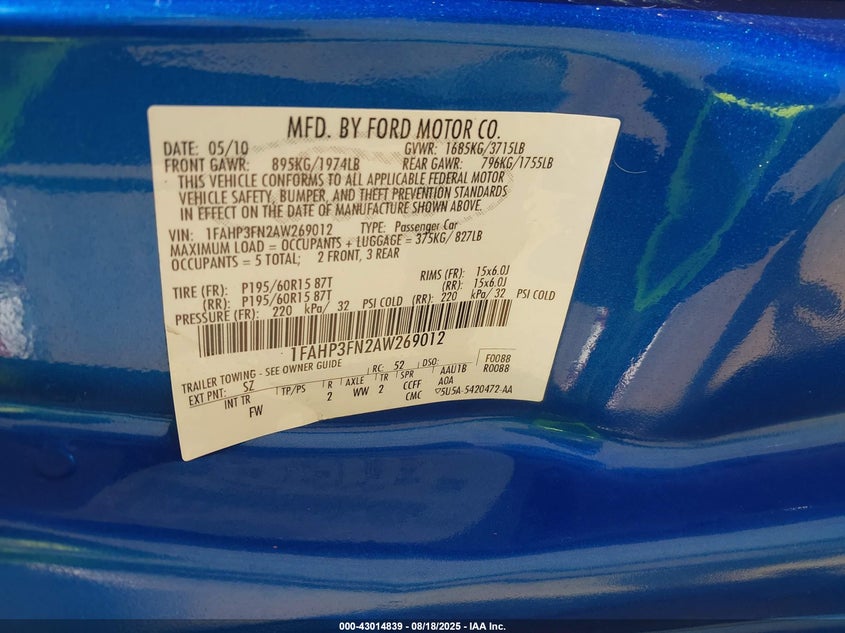 MFD. BY FORD MOTOR CO.
DATE: 05/10 GVWR: 1685KG/3715LB
FRONT GAWR: 895KG/1974LB REAR GAWR: 796KG/1755LB
THIS VEHICLE CONFORMS TO ALL APPLICABLE FEDERAL MOTOR
VEHICLE SAFETY, BUMPER, AND THEFT PREVENTION STANDARDS
IN EFFECT ON THE DATE OF MANUFACTURE SHOWN ABOVE.
VIN: 1FAHP3FN2AW269012 TYPE: Passenger Car
MAXIMUM LOAD = OCCUPANTS + LUGGAGE = 375KG/827LB
OCCUPANTS = 5 TOTAL; 2 FRONT, 3 REAR
TIRE (FR): P195/60R15 87T RIMS (FR): 15x6.0J
(RR): P195/60R15 87T (RR): 15x6.0J
PRESSURE (FR): 220 kPa/ 32 PSI COLD (RR): 220 kPa/ 32 PSI COLD
1FAHP3FN2AW269012
TRAILER TOWING - SEE OWNER GUIDE RC: 52 DSO: F0088
EXT PNT: SZ TP/PS R AXLE TR SPR AAU1B R0088
INT TR FW 2 WW 2 CCFF A0A
CMC 5U5A-5420472-AA
000-43014839 - 08/18/2025 - IAA Inc.